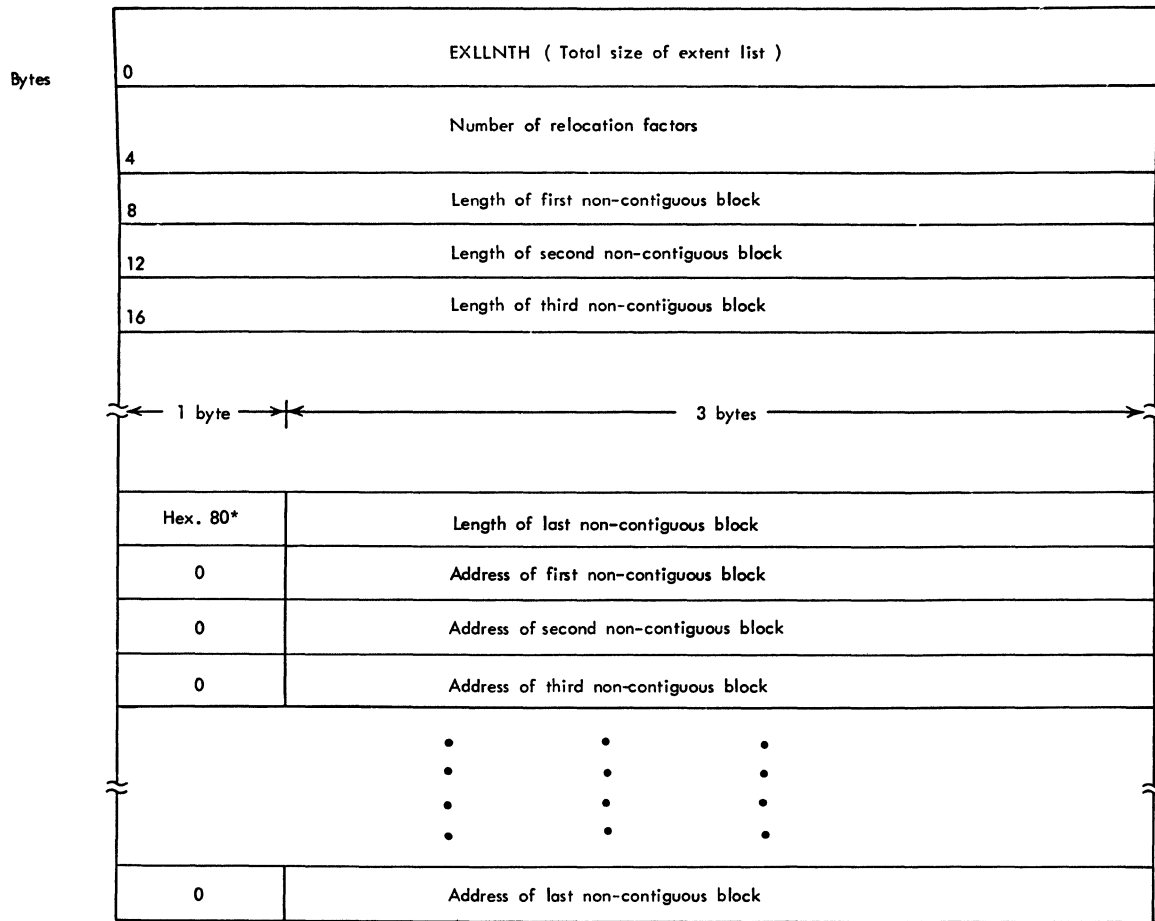 EXLLNTH ( Total size of extent list )
Bytes
0
Number of relocation factors
4
Length of first non-contiguous block
8
Length of second non-contiguous block
12
Length of third non-contiguous block
16
1 byte 3 bytes
Hex. 80* Length of last non-contiguous block
0 Address of first non-contiguous block
0 Address of second non-contiguous block
0 Address of third non-contiguous block
0 Address of last non-contiguous block